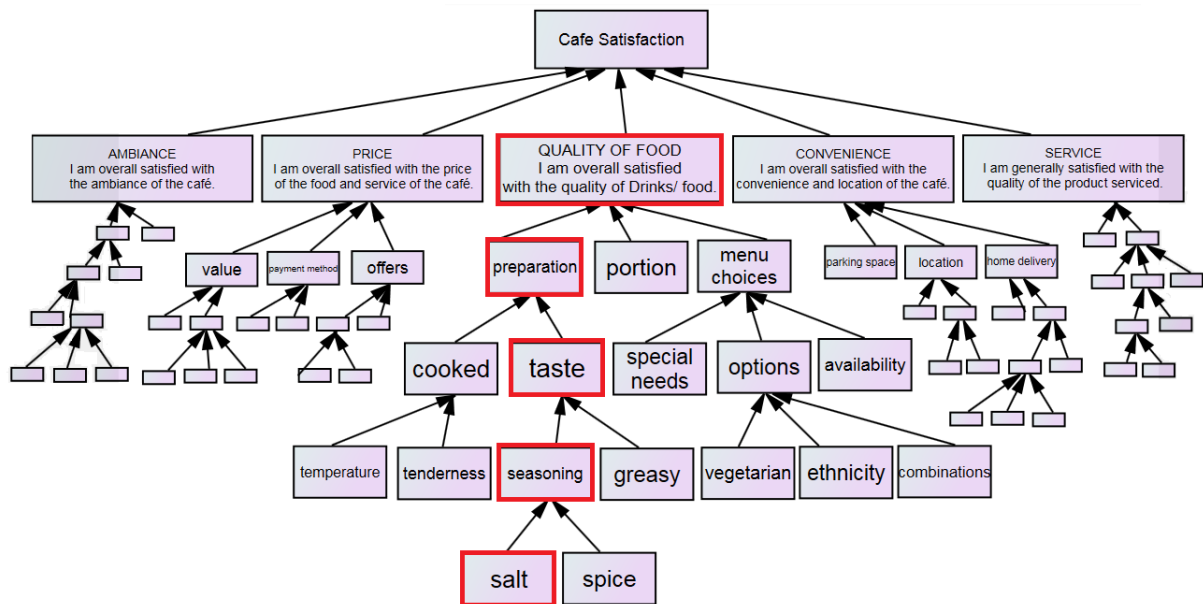 Cafe Satisfaction
AMBIANCE
I am overall satisfied with
the ambiance of the café.
PRICE
I am overall satisfied with the price
of the food and service of the café.
QUALITY OF FOOD
I am overall satisfied
with the quality of Drinks/ food.
CONVENIENCE
I am overall satisfied with the
convenience and location of the café.
SERVICE
I am generally satisfied with the
quality of the product serviced.
value
payment method
offers
preparation
portion
menu
choices
parking space
location
home delivery
cooked
taste
special
needs
options
availability
temperature
tenderness
seasoning
greasy
vegetarian
ethnicity
combinations
salt
spice